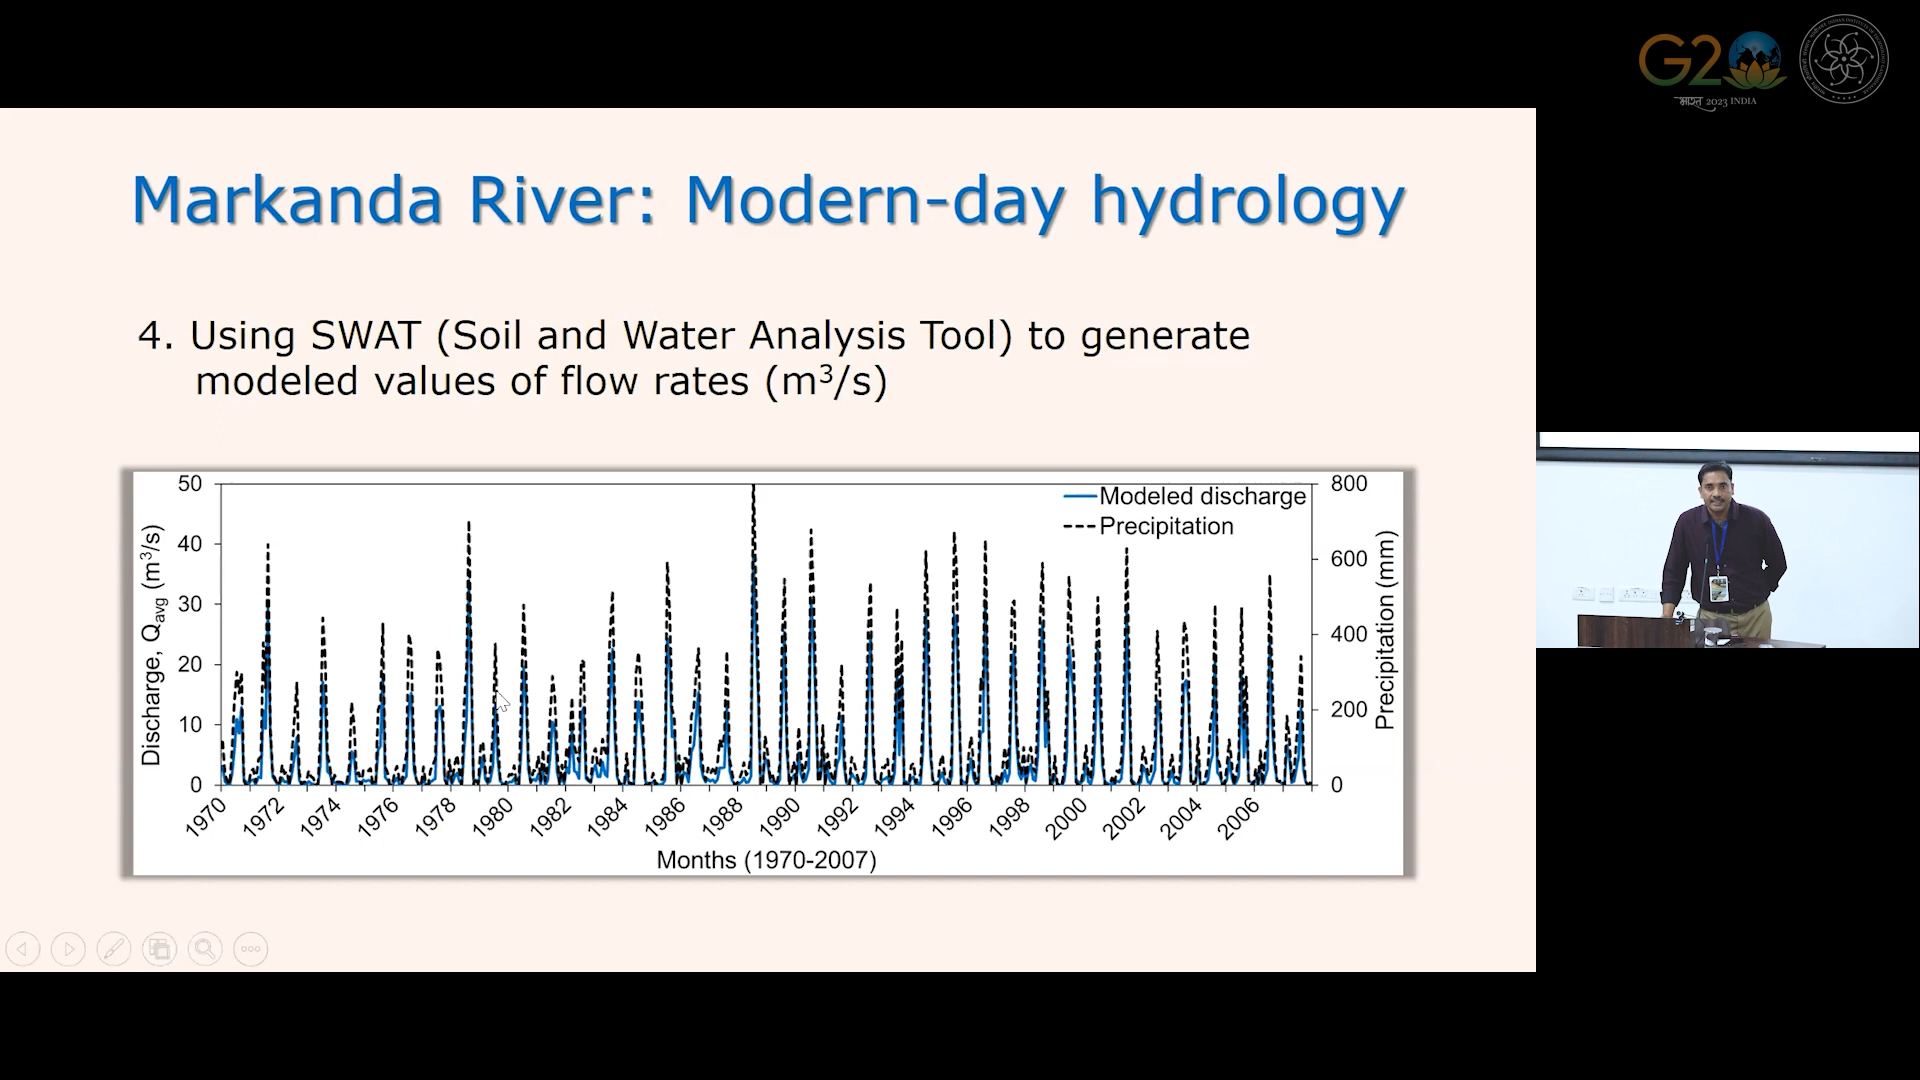 G20
भारत 2023 INDIA
Markanda River: Modern-day hydrology
4. Using SWAT (Soil and Water Analysis Tool) to generate
modeled values of flow rates (m³/s)
Modeled discharge
Precipitation
Discharge, Qavg (m³/s)
50
40
30
20
10
0
800
600
400
200
0
Precipitation (mm)
1970 1972 1974 1976 1978 1980 1982 1984 1986 1988 1990 1992 1994 1996 1998 2000 2002 2004 2006
Months (1970-2007)